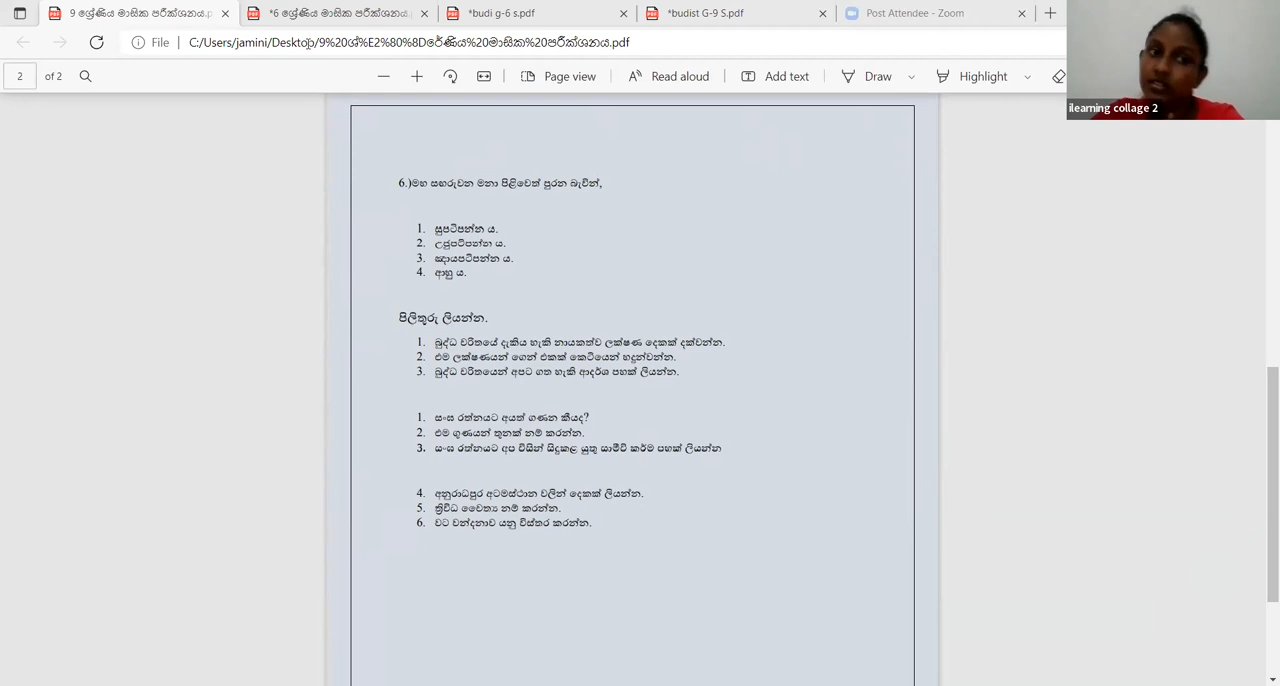 9 ශ්‍රේණිය මාසික පරීක්ශනය.p
*6 ශ්‍රේණිය මාසික පරීක්ශනය.
*budi g-6 s.pdf
*budist G-9 S.pdf
Post Attendee - Zoom
File C:/Users/jamini/Desktop/9%20ශ්%E2%80%8Dරේණිය%20මාසික%20පරීක්ශනය.pdf
2 of 2 Page view Read aloud Add text Draw Highlight
ilearning collage 2
6.)මහ සඟරුවන මනා පිළිවෙත් පුරන බැවින්,
1. සුපටිපන්න ය.
2. උජුපටිපන්න ය.
3. ඤායපටිපන්න ය.
4. ආහු ය.
පිලිතුරු ලියන්න.
1. බුද්ධ චරිතයේ දැකිය හැකි නායකත්ව ලක්ෂණ දෙකක් දක්වන්න.
2. එම ලක්ෂණයන් ගෙන් එකක් කෙටියෙන් හඳුන්වන්න.
3. බුද්ධ චරිතයෙන් අපට ගත හැකි ආදර්ශ පහක් ලියන්න.
1. සංඝ රත්නයට අයත් ගණන කීයද?
2. එම ගුණයන් තුනක් නම් කරන්න.
3. සංඝ රත්නයට අප විසින් සිදුකළ යුතු සාමීචි කර්ම පහක් ලියන්න
4. අනුරාධපුර අටමස්ථාන වලින් දෙකක් ලියන්න.
5. ත්‍රිවිධ චෛත්‍ය නම් කරන්න.
6. වට වන්දනාව යනු විස්තර කරන්න.